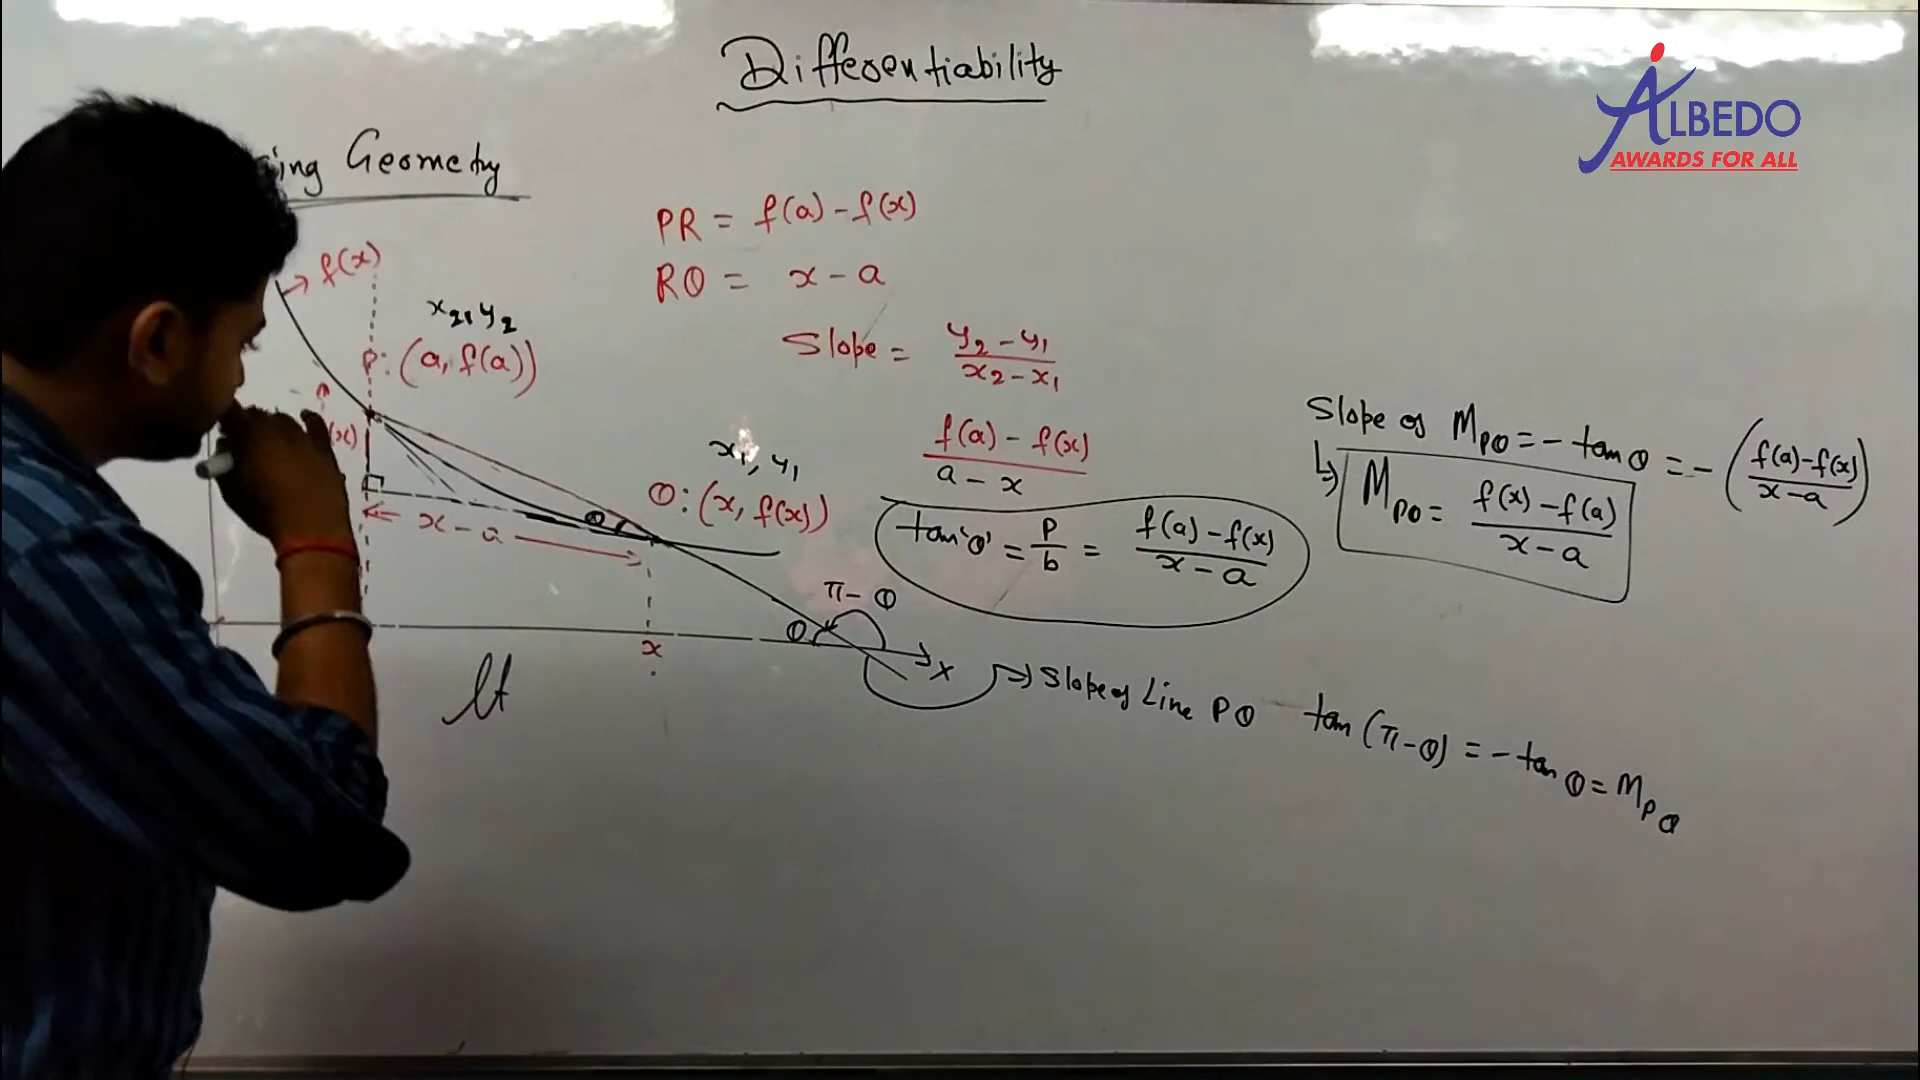 Differentiability
ALBEDO
AWARDS FOR ALL
Geometry
f(x)
PR = f(a) - f(x)
RQ = x - a
x2, y2
P: (a, f(a))
Slope = y2 - y1 / x2 - x1
x1, y1
Q: (x, f(x))
f(a) - f(x) / a - x
tan 'θ' = P / b = f(a) - f(x) / x - a
Slope of MPQ = - tan θ = - (f(a) - f(x) / x - a)
MPQ = f(x) - f(a) / x - a
x - a
θ
π - θ
θ
x
X
lt
Slope of Line PQ tan (π - θ) = - tan θ = MPQ